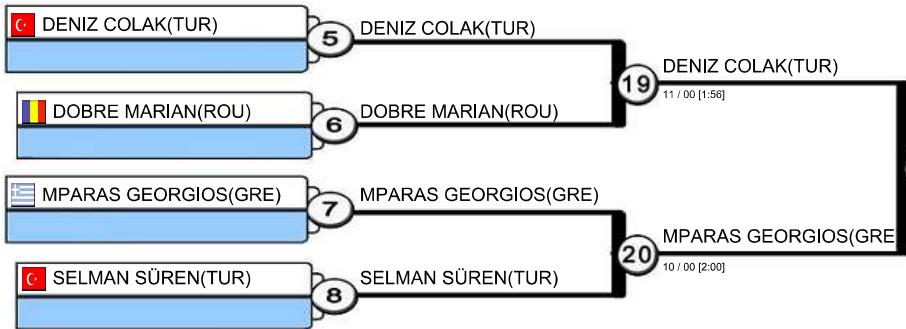 DENIZ COLAK(TUR)
5
DENIZ COLAK(TUR)
19
DENIZ COLAK(TUR)
11 / 00 [1:56]
DOBRE MARIAN(ROU)
6
DOBRE MARIAN(ROU)
MPARAS GEORGIOS(GRE)
7
MPARAS GEORGIOS(GRE)
20
MPARAS GEORGIOS(GRE
10 / 00 [2:00]
SELMAN SÜREN(TUR)
8
SELMAN SÜREN(TUR)